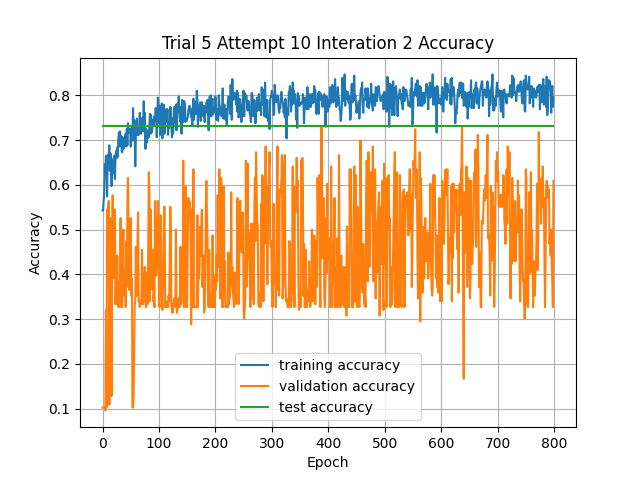 Trial 5 Attempt 10 Interation 2 Accuracy
Accuracy
0.8
0.7
0.6
0.5
0.4
0.3
0.2
0.1
training accuracy
validation accuracy
test accuracy
0 100 200 300 400 500 600 700 800
Epoch